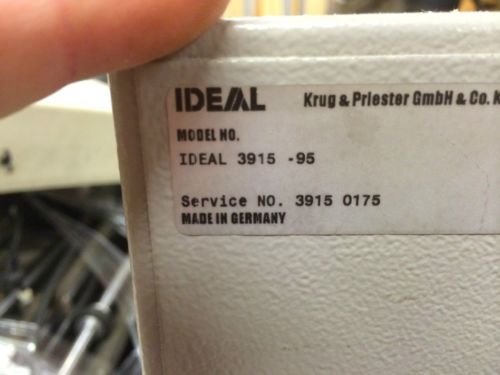 IDEAL Krug & Priester GmbH & Co. K
MODEL NO.
IDEAL 3915 -95
Service NO. 3915 0175
MADE IN GERMANY